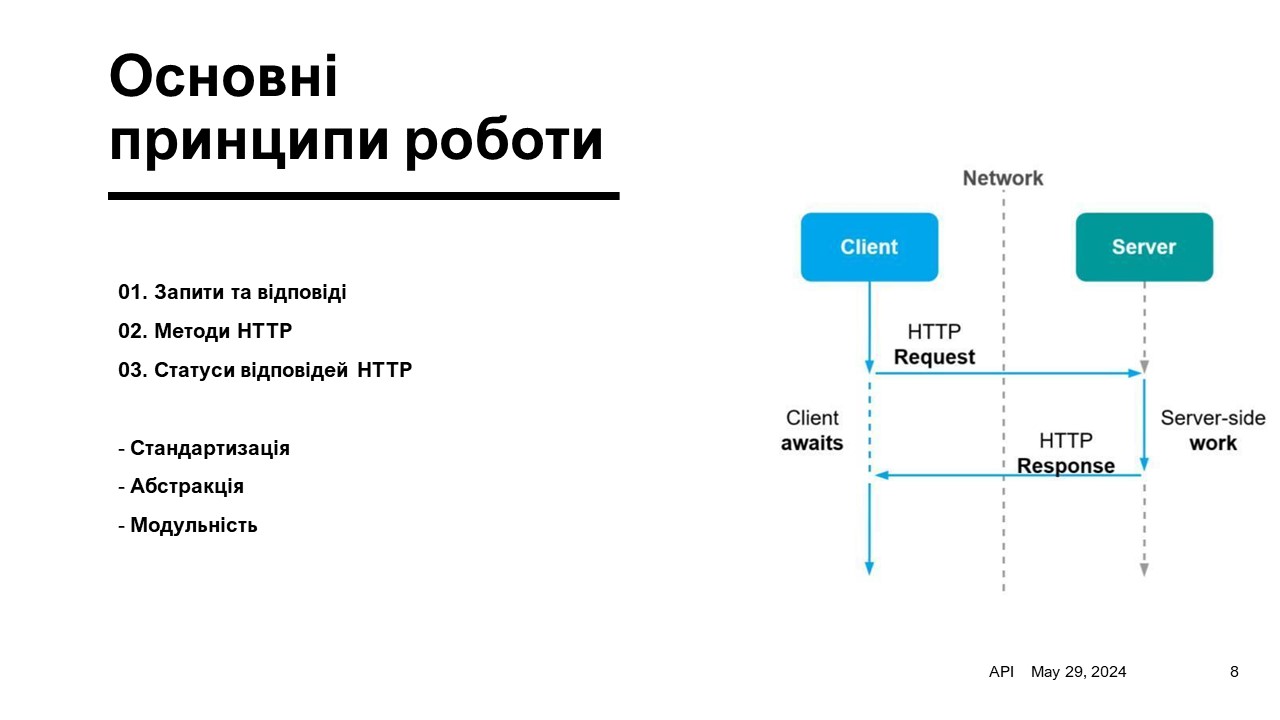 Основні
принципи роботи
01. Запити та відповіді
02. Методи HTTP
03. Статуси відповідей HTTP
- Стандартизація
- Абстракція
- Модульність
Network
Client
Server
HTTP
Request
Client
awaits
Server-side
work
HTTP
Response
API May 29, 2024 8